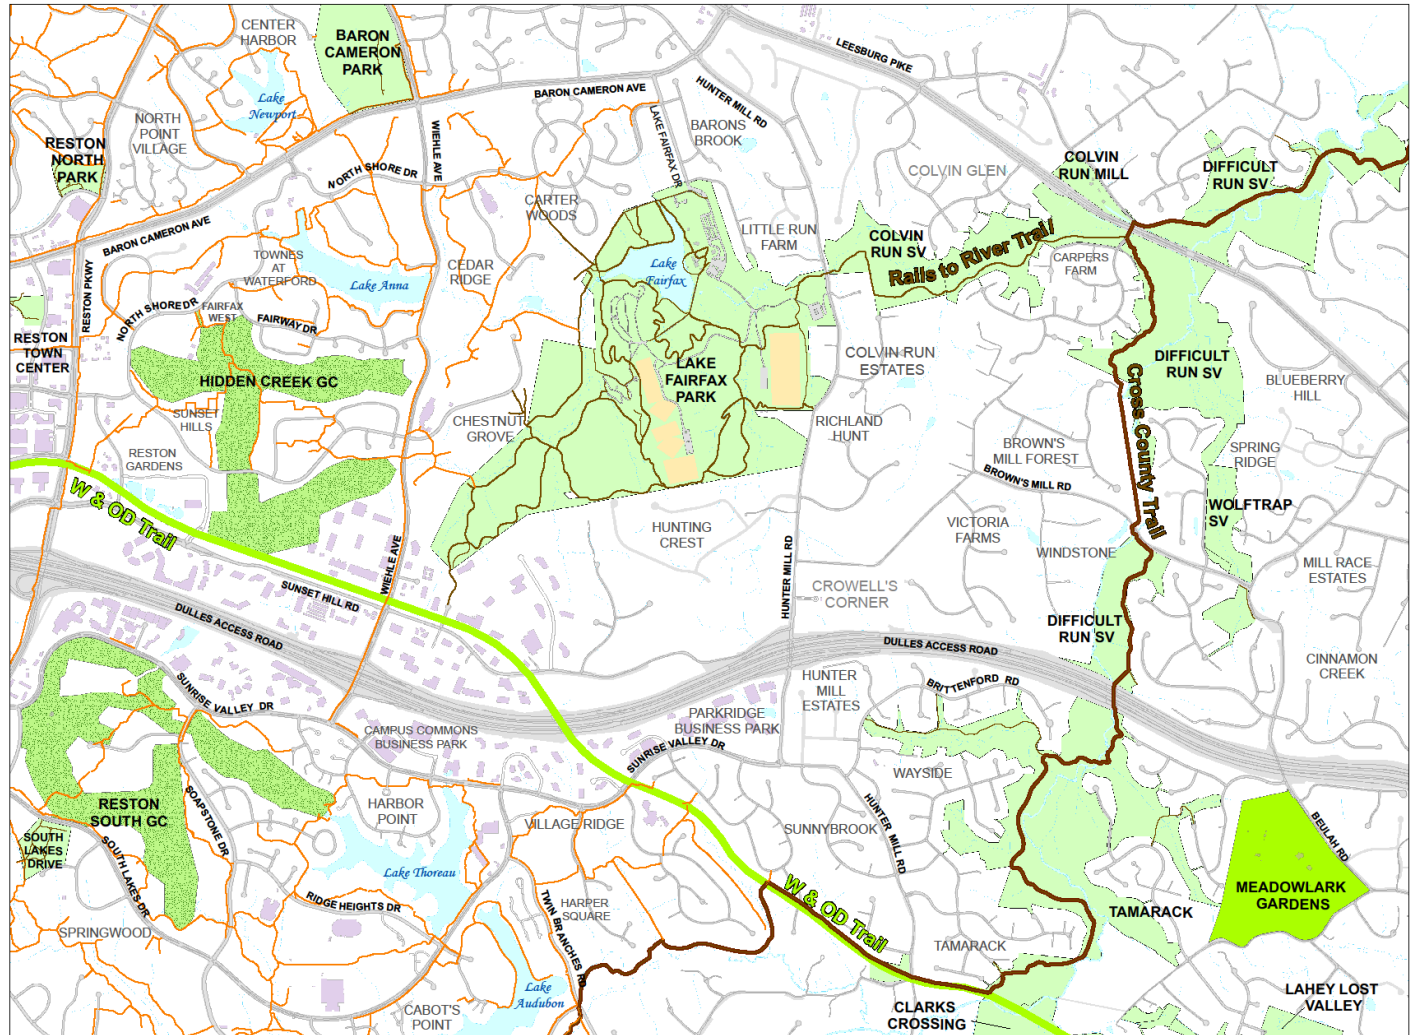 CENTER
HARBOR
BARON
CAMERON
PARK
LEESBURG PIKE
Lake
Newport
BARON CAMERON AVE
HUNTER MILL RD
NORTH
POINT
VILLAGE
RESTON
NORTH
PARK
WIEHLE AVE
LAKE FAIRFAX DR
BARONS
BROOK
NORTH SHORE DR
COLVIN GLEN
COLVIN
RUN MILL
DIFFICULT
RUN SV
CARTER
WOODS
BARON CAMERON AVE
LITTLE RUN
FARM
COLVIN
RUN SV
Rails to River Trail
CARPERS
FARM
TOWNES
AT
WATERFORD
Lake Anna
CEDAR
RIDGE
Lake
Fairfax
RESTON PKWY
NORTH SHORE DR
FAIRFAX
WEST
FAIRWAY DR
RESTON
TOWN
CENTER
HIDDEN CREEK GC
LAKE
FAIRFAX
PARK
COLVIN RUN
ESTATES
DIFFICULT
RUN SV
BLUEBERRY
HILL
Cross County Trail
SUNSET
HILLS
CHESTNUT
GROVE
RICHLAND
HUNT
BROWN'S
MILL FOREST
SPRING
RIDGE
RESTON
GARDENS
BROWN'S MILL RD
W & OD Trail
WOLFTRAP
SV
HUNTING
CREST
VICTORIA
FARMS
WINDSTONE
HUNTER MILL RD
MILL RACE
ESTATES
WIEHLE AVE
SUNSET HILL RD
CROWELL'S
CORNER
DULLES ACCESS ROAD
DIFFICULT
RUN SV
DULLES ACCESS ROAD
CINNAMON
CREEK
HUNTER
MILL
ESTATES
BRITTENFORD RD
SUNRISE VALLEY DR
PARKRIDGE
BUSINESS PARK
CAMPUS COMMONS
BUSINESS PARK
SUNRISE VALLEY DR
WAYSIDE
RESTON
SOUTH GC
SOAPSTONE DR
HARBOR
POINT
VILLAGE RIDGE
SUNNYBROOK
HUNTER MILL RD
BEULAH RD
SOUTH
LAKES
DRIVE
SOUTH LAKES DR
Lake Thoreau
MEADOWLARK
GARDENS
W & OD Trail
RIDGE HEIGHTS DR
TWIN BRANCHES RD
HARPER
SQUARE
TAMARACK
SPRINGWOOD
TAMARACK
Lake
Audubon
CABOT'S
POINT
CLARKS
CROSSING
LAHEY LOST
VALLEY